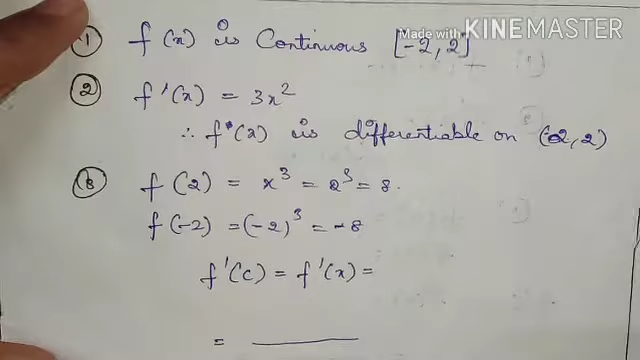 Made with KINEMASTER
① f(x) is Continuous [-2, 2]
② f'(x) = 3x²
∴ f'(x) is differentiable on (-2, 2)
③ f(2) = x³ = 2³ = 8.
f(-2) = (-2)³ = -8
f'(c) = f'(x) =
= ______